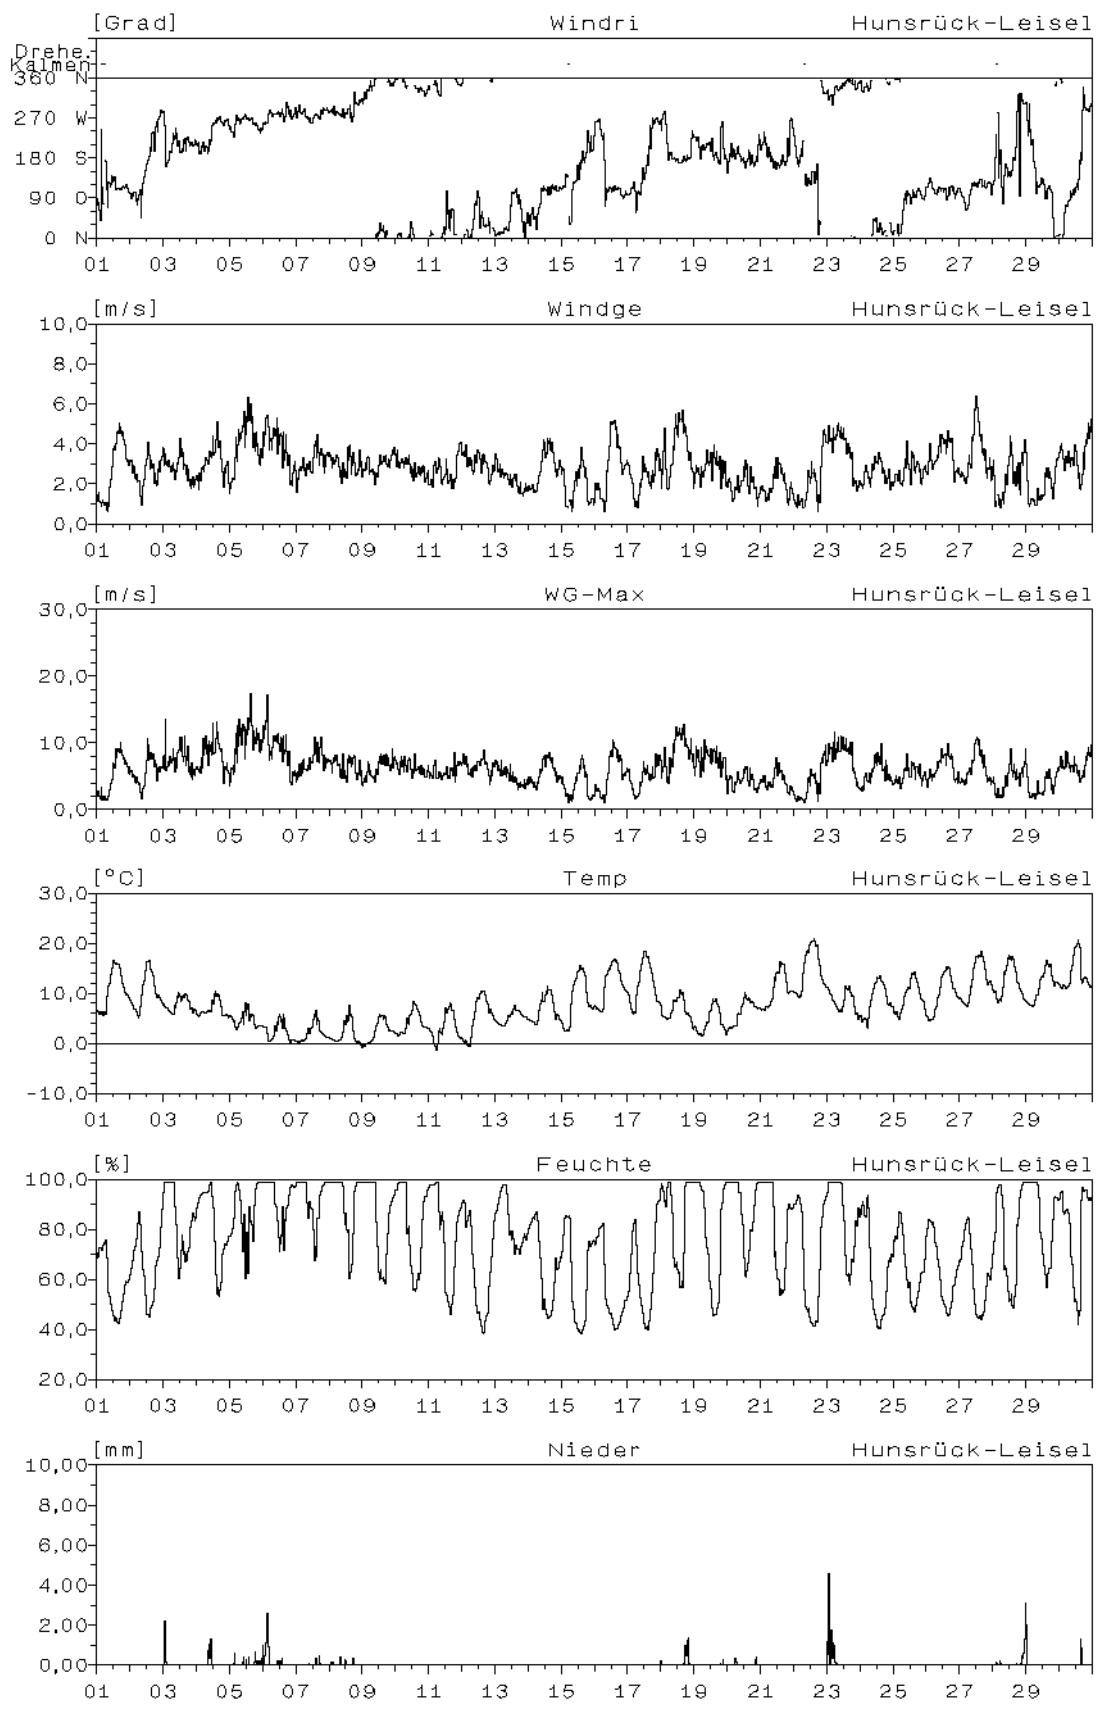 [Grad] Windri Hunsrück-Leisel
Drehe.
Kalmen
360 N
270 W
180 S
90 O
0 N
01 03 05 07 09 11 13 15 17 19 21 23 25 27 29
[m/s] Windge Hunsrück-Leisel
10,0
8,0
6,0
4,0
2,0
0,0
01 03 05 07 09 11 13 15 17 19 21 23 25 27 29
[m/s] WG-Max Hunsrück-Leisel
30,0
20,0
10,0
0,0
01 03 05 07 09 11 13 15 17 19 21 23 25 27 29
[°C] Temp Hunsrück-Leisel
30,0
20,0
10,0
0,0
-10,0
01 03 05 07 09 11 13 15 17 19 21 23 25 27 29
[%] Feuchte Hunsrück-Leisel
100,0
80,0
60,0
40,0
20,0
01 03 05 07 09 11 13 15 17 19 21 23 25 27 29
[mm] Nieder Hunsrück-Leisel
10,00
8,00
6,00
4,00
2,00
0,00
01 03 05 07 09 11 13 15 17 19 21 23 25 27 29